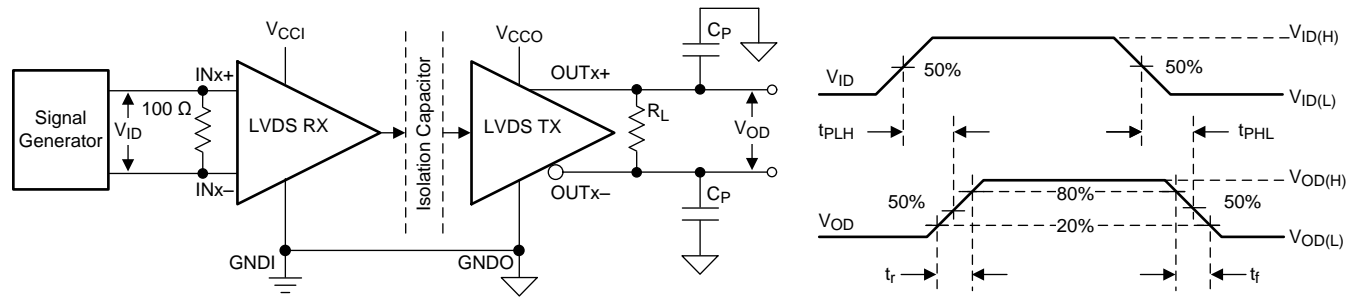 Signal
Generator
V_ID
100 Ω
INx+
INx–
V_CCI
LVDS RX
GNDI
Isolation Capacitor
V_CCO
LVDS TX
GNDO
OUTx+
OUTx–
R_L
C_P
C_P
V_OD
V_ID
50%
50%
V_ID(H)
V_ID(L)
t_PLH
t_PHL
V_OD
50%
80%
20%
50%
V_OD(H)
V_OD(L)
t_r
t_f